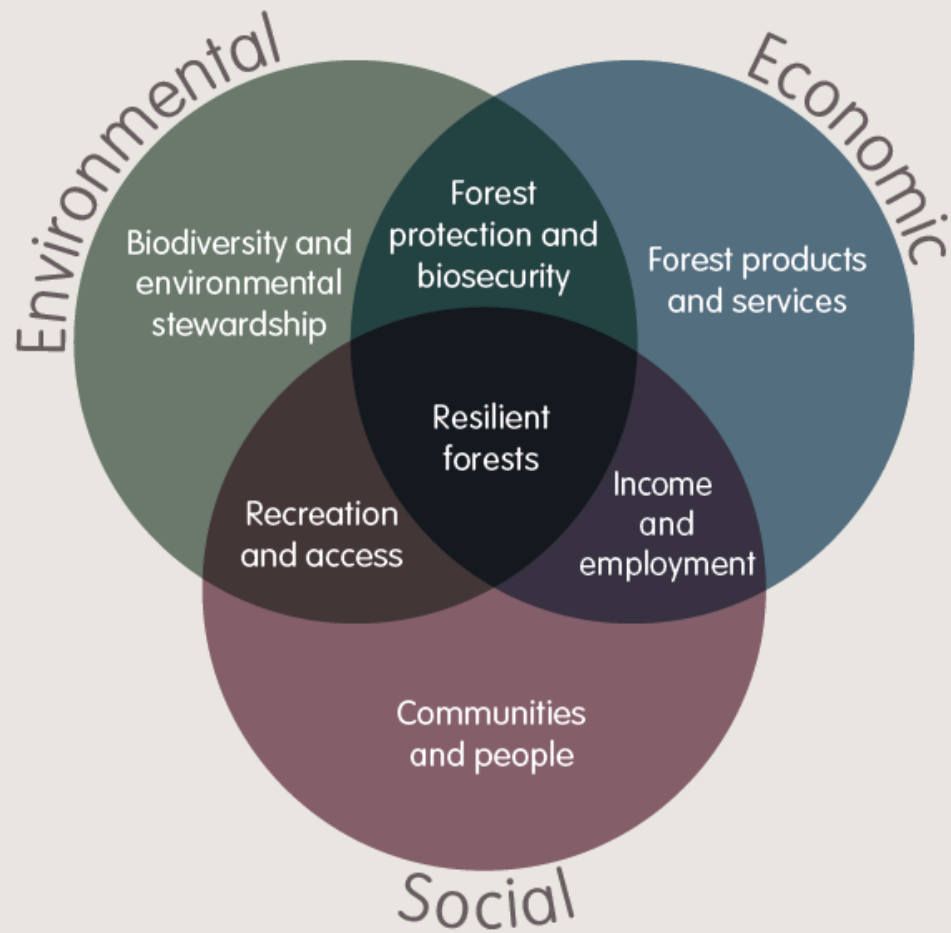 Environmental
Economic
Forest
protection and
biosecurity
Biodiversity and
environmental
stewardship
Forest products
and services
Resilient
forests
Recreation
and access
Income
and
employment
Communities
and people
Social